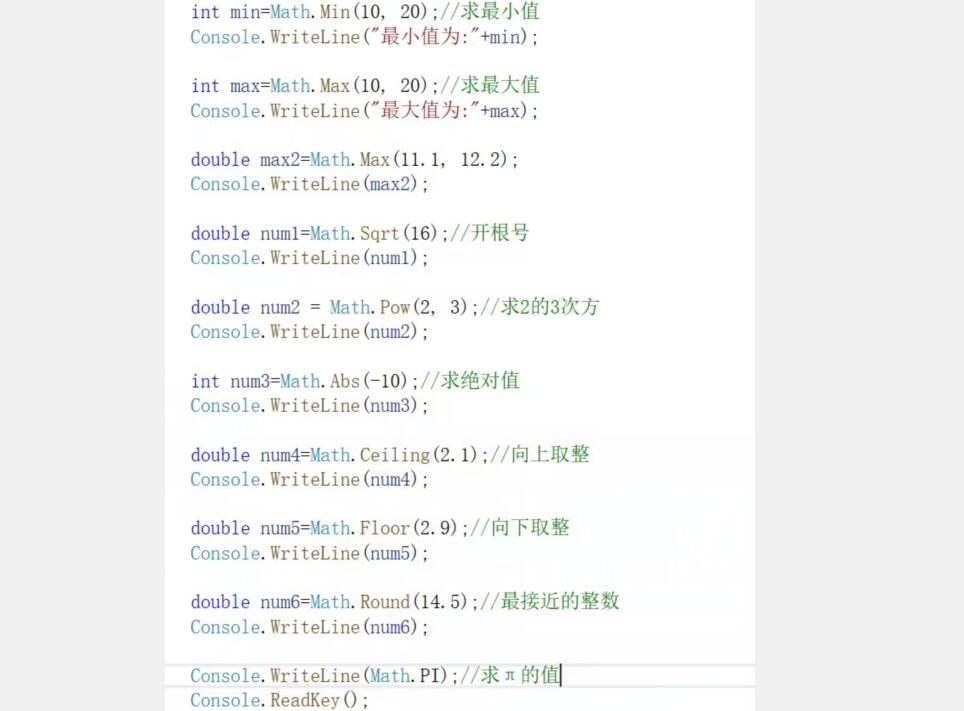 int min=Math.Min(10, 20);//求最小值
Console.WriteLine("最小值为:"+min);
int max=Math.Max(10, 20);//求最大值
Console.WriteLine("最大值为:"+max);
double max2=Math.Max(11.1, 12.2);
Console.WriteLine(max2);
double num1=Math.Sqrt(16);//开根号
Console.WriteLine(num1);
double num2 = Math.Pow(2, 3);//求2的3次方
Console.WriteLine(num2);
int num3=Math.Abs(-10);//求绝对值
Console.WriteLine(num3);
double num4=Math.Ceiling(2.1);//向上取整
Console.WriteLine(num4);
double num5=Math.Floor(2.9);//向下取整
Console.WriteLine(num5);
double num6=Math.Round(14.5);//最接近的整数
Console.WriteLine(num6);
Console.WriteLine(Math.PI);//求π的值
Console.ReadKey();